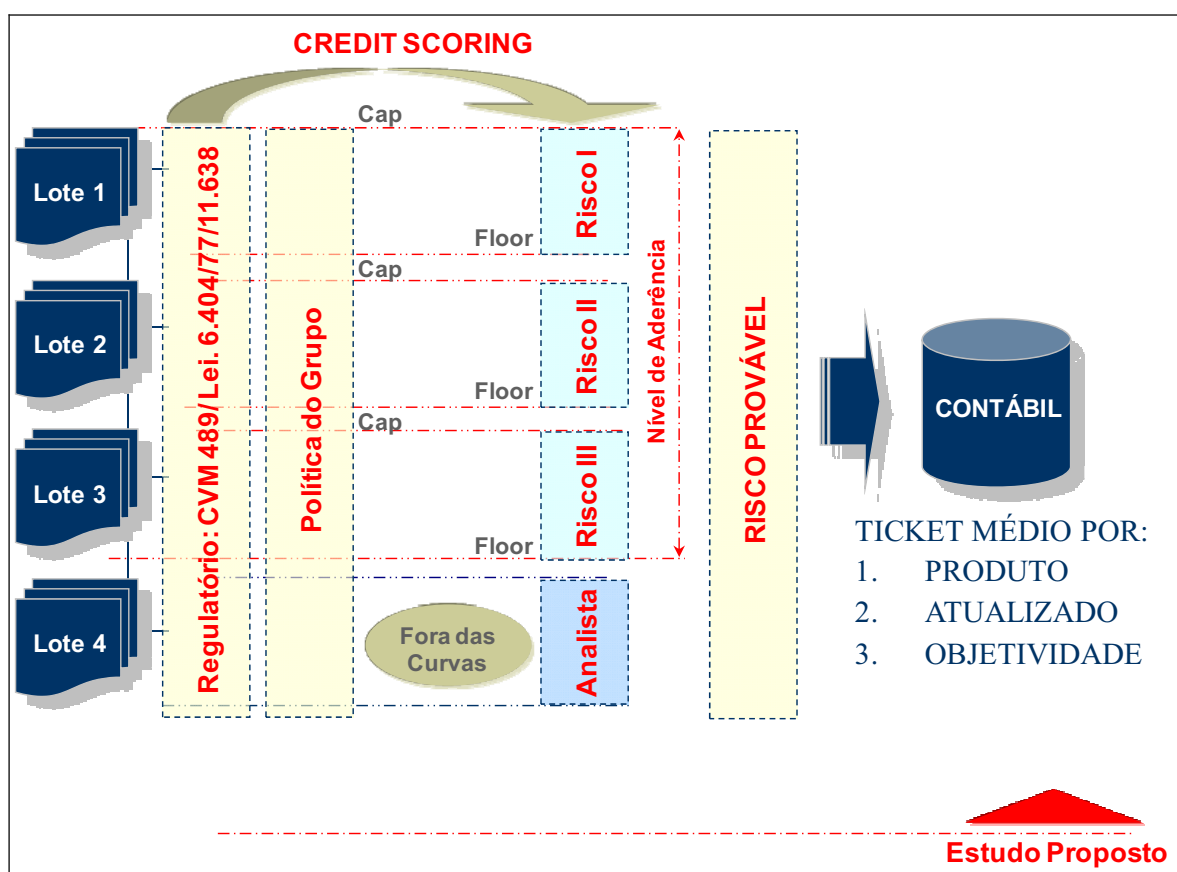 CREDIT SCORING
Cap
Lote 1
Regulatório: CVM 489/ Lei. 6.404/77/11.638
Política do Grupo
Risco I
Floor
Cap
Lote 2
Risco II
Floor
Nível de Aderência
RISCO PROVÁVEL
CONTÁBIL
Cap
Lote 3
Risco III
Floor
TICKET MÉDIO POR:
1. PRODUTO
2. ATUALIZADO
3. OBJETIVIDADE
Lote 4
Fora das
Curvas
Analista
Estudo Proposto